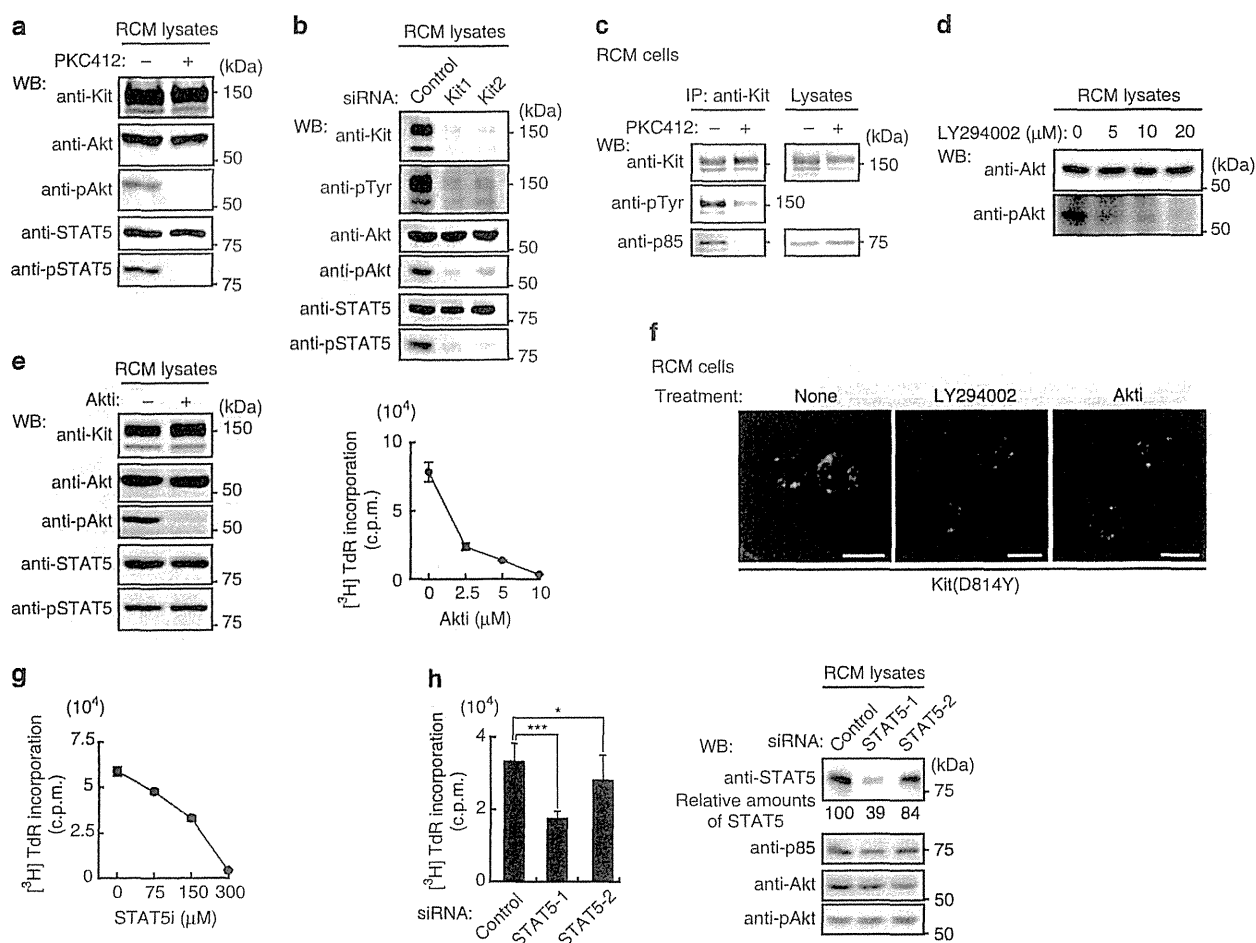 a
RCM lysates
PKC412: – +
(kDa)
WB:
anti-Kit
150
anti-Akt
50
anti-pAkt
50
anti-STAT5
75
anti-pSTAT5
75
b
RCM lysates
siRNA: Control Kit1 Kit2
(kDa)
WB:
anti-Kit
150
anti-pTyr
150
anti-Akt
50
anti-pAkt
50
anti-STAT5
75
anti-pSTAT5
75
c
RCM cells
IP: anti-Kit Lysates
PKC412: – + – +
(kDa)
WB:
anti-Kit
150
anti-pTyr
150
anti-p85
75
d
RCM lysates
LY294002 (μM): 0 5 10 20
(kDa)
WB:
anti-Akt
50
anti-pAkt
50
e
RCM lysates
Akti: – +
(kDa)
WB:
anti-Kit
150
anti-Akt
50
anti-pAkt
50
anti-STAT5
75
anti-pSTAT5
75
(10⁴)
[³H] TdR incorporation
(c.p.m.)
10
5
0
0 2.5 5 10
Akti (μM)
f
RCM cells
Treatment: None LY294002 Akti
Kit(D814Y)
g
(10⁴)
[³H] TdR incorporation
(c.p.m.)
7.5
5
2.5
0
0 75 150 300
STAT5i (μM)
h
(10⁴)
[³H] TdR incorporation
(c.p.m.)
4
2
0
***
*
siRNA: Control STAT5-1 STAT5-2
RCM lysates
WB: siRNA: Control STAT5-1 STAT5-2
(kDa)
anti-STAT5
75
Relative amounts
of STAT5
100 39 84
anti-p85
75
anti-Akt
50
anti-pAkt
50